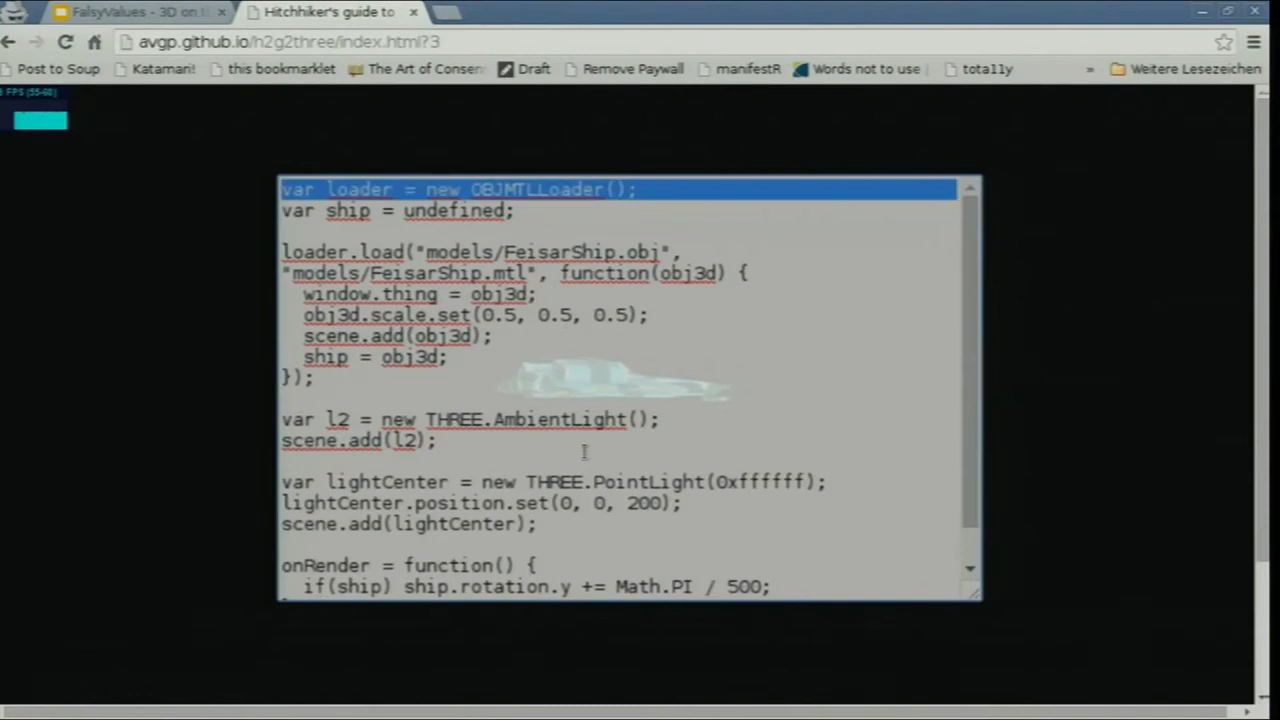 FalsyValues - 3D on t
Hitchhiker's guide to
avgp.github.io/h2g2three/index.html?3
Post to Soup
Katamari!
this bookmarklet
The Art of Consen
Draft
Remove Paywall
manifestR
Words not to use
tota11y
»
Weitere Lesezeichen
FPS (55-60)
var loader = new OBJMTLLoader();
var ship = undefined;
loader.load("models/FeisarShip.obj",
"models/FeisarShip.mtl", function(obj3d) {
window.thing = obj3d;
obj3d.scale.set(0.5, 0.5, 0.5);
scene.add(obj3d);
ship = obj3d;
});
var l2 = new THREE.AmbientLight();
scene.add(l2);
var lightCenter = new THREE.PointLight(0xffffff);
lightCenter.position.set(0, 0, 200);
scene.add(lightCenter);
onRender = function() {
if(ship) ship.rotation.y += Math.PI / 500;